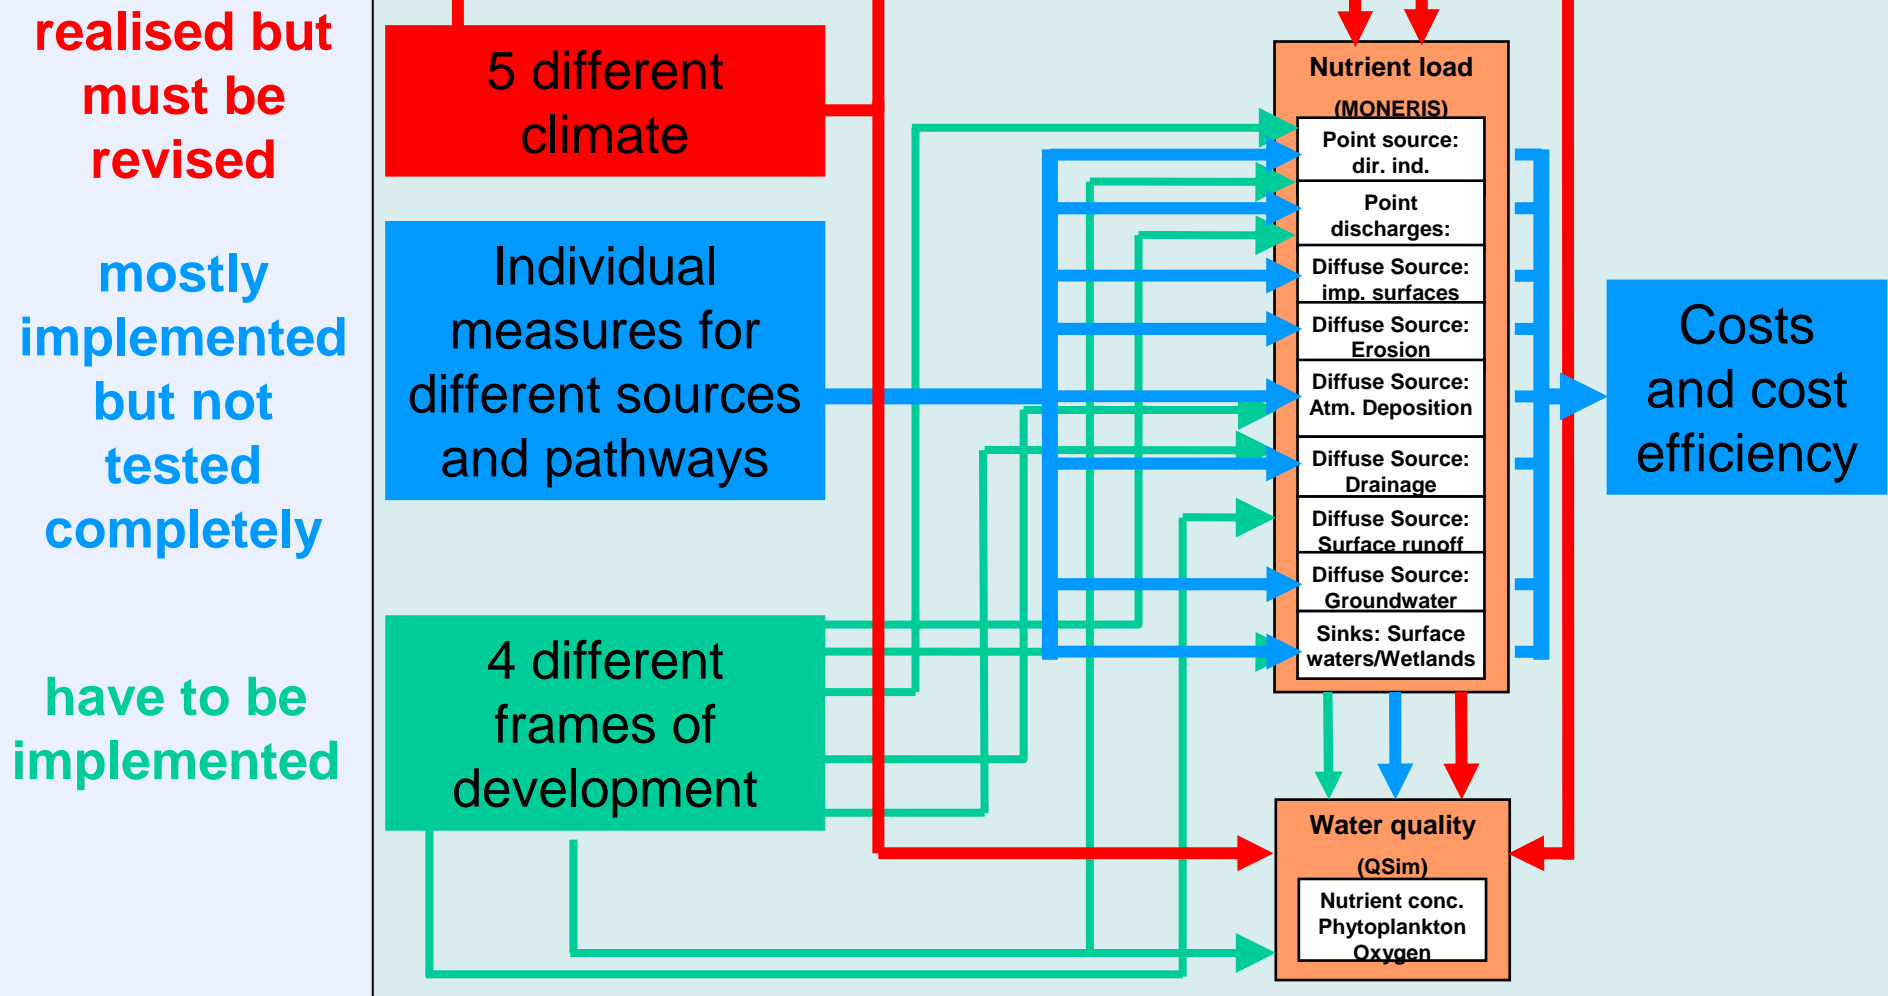 realised but
must be
revised
mostly
implemented
but not
tested
completely
have to be
implemented
5 different
climate
Individual
measures for
different sources
and pathways
4 different
frames of
development
Nutrient load
(MONERIS)
Point source:
dir. ind.
Point
discharges:
Diffuse Source:
imp. surfaces
Diffuse Source:
Erosion
Diffuse Source:
Atm. Deposition
Diffuse Source:
Drainage
Diffuse Source:
Surface runoff
Diffuse Source:
Groundwater
Sinks: Surface
waters/Wetlands
Water quality
(QSim)
Nutrient conc.
Phytoplankton
Oxygen
Costs
and cost
efficiency